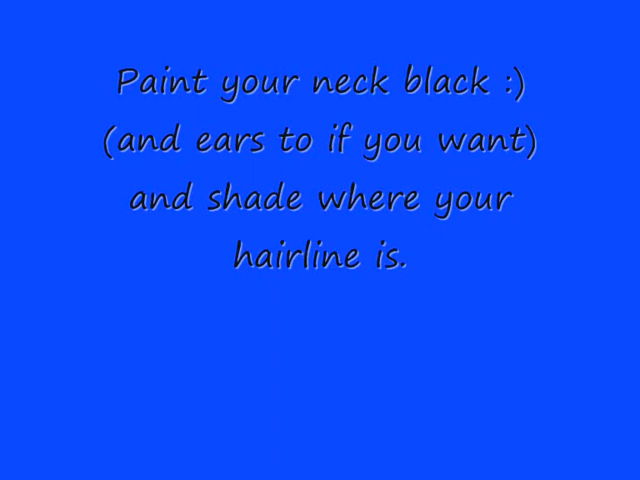 Paint your neck black :)
(and ears to if you want)
and shade where your
hairline is.